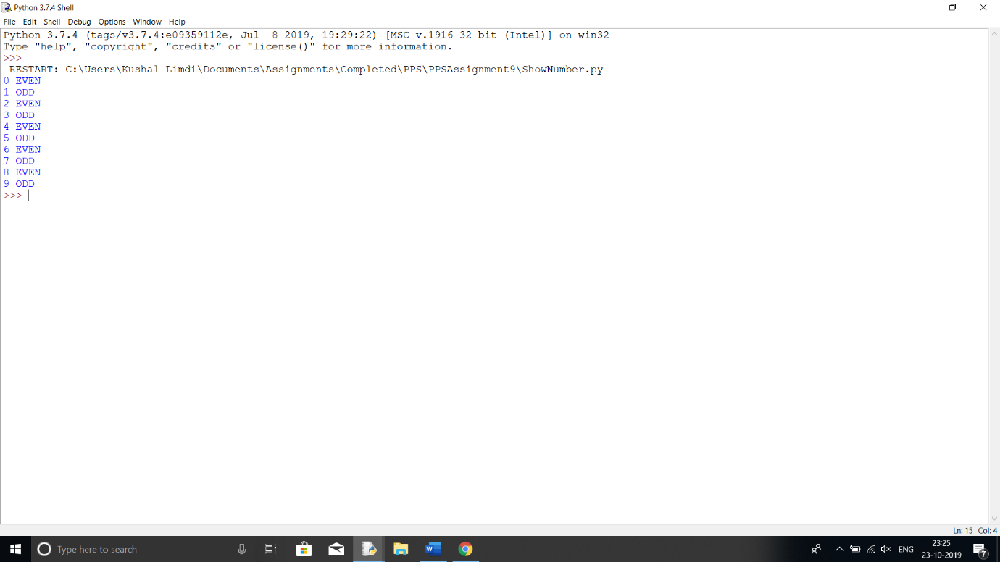 Python 3.7.4 Shell
File Edit Shell Debug Options Window Help
Python 3.7.4 (tags/v3.7.4:e09359112e, Jul  8 2019, 19:29:22) [MSC v.1916 32 bit (Intel)] on win32
Type "help", "copyright", "credits" or "license()" for more information.
>>>
 RESTART: C:\Users\Kushal Limdi\Documents\Assignments\Completed\PPS\PPSAssignment9\ShowNumber.py
0 EVEN
1 ODD
2 EVEN
3 ODD
4 EVEN
5 ODD
6 EVEN
7 ODD
8 EVEN
9 ODD
>>>
Ln: 15 Col: 4
Type here to search
W
ENG
23:25
23-10-2019
7